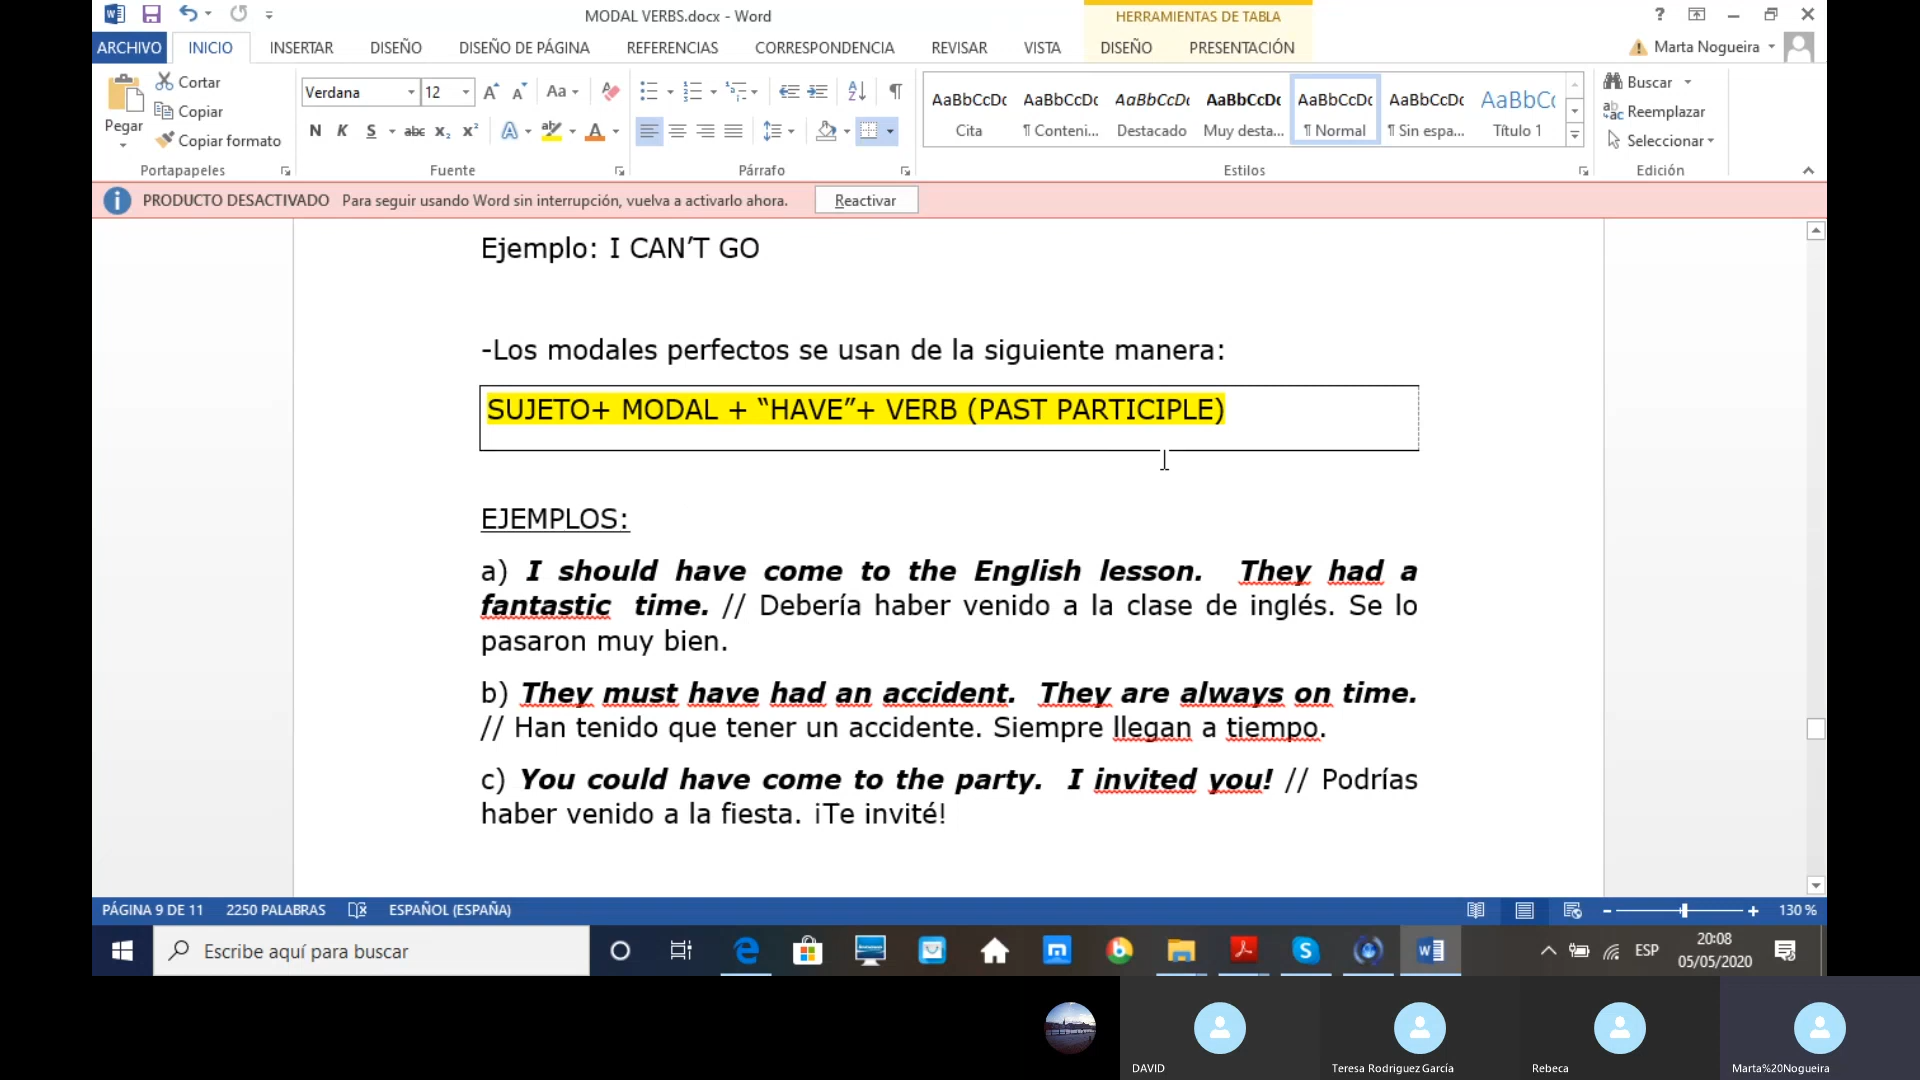 MODAL VERBS.docx - Word
HERRAMIENTAS DE TABLA
?
ARCHIVO INICIO INSERTAR DISEÑO DISEÑO DE PÁGINA REFERENCIAS CORRESPONDENCIA REVISAR VISTA DISEÑO PRESENTACIÓN Marta Nogueira
Pegar
Cortar
Copiar
Copiar formato
Portapapeles
Verdana 12
N K S abc x₂ x²
Fuente
Párrafo
AaBbCcDc AaBbCcDc AaBbCcDc AaBbCcDc AaBbCcDc AaBbCcDc AaBbCc
Cita ¶ Conteni... Destacado Muy desta... ¶ Normal ¶ Sin espa... Título 1
Estilos
Buscar
Reemplazar
Seleccionar
Edición
PRODUCTO DESACTIVADO Para seguir usando Word sin interrupción, vuelva a activarlo ahora. Reactivar
Ejemplo: I CAN’T GO
-Los modales perfectos se usan de la siguiente manera:
SUJETO+ MODAL + “HAVE”+ VERB (PAST PARTICIPLE)
EJEMPLOS:
a) I should have come to the English lesson. They had a
fantastic time. // Debería haber venido a la clase de inglés. Se lo
pasaron muy bien.
b) They must have had an accident. They are always on time.
// Han tenido que tener un accidente. Siempre llegan a tiempo.
c) You could have come to the party. I invited you! // Podrías
haber venido a la fiesta. ¡Te invité!
PÁGINA 9 DE 11 2250 PALABRAS ESPAÑOL (ESPAÑA) 130 %
Escribe aquí para buscar
ESP
20:08
05/05/2020
DAVID Teresa Rodriguez García Rebeca Marta%20Nogueira